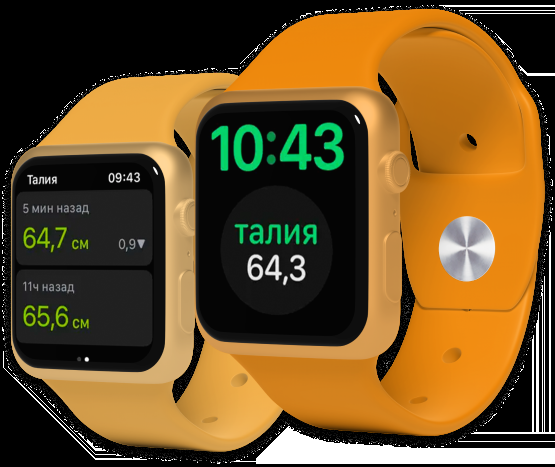 Талия 09:43
5 мин назад
64,7 см 0,9▼
11ч назад
65,6 см
10:43
талия
64,3